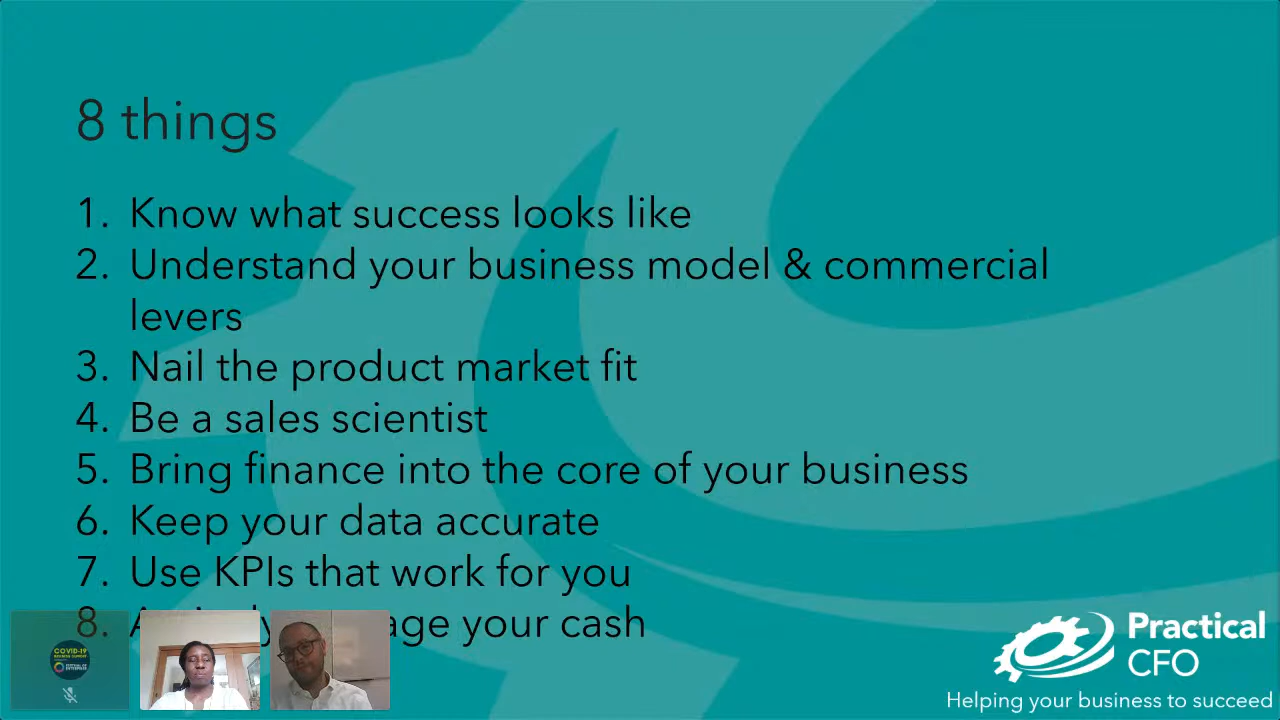 8 things
1. Know what success looks like
2. Understand your business model & commercial
levers
3. Nail the product market fit
4. Be a sales scientist
5. Bring finance into the core of your business
6. Keep your data accurate
7. Use KPIs that work for you
8. your cash
COVID-19
Practical
CFO
Helping your business to succeed